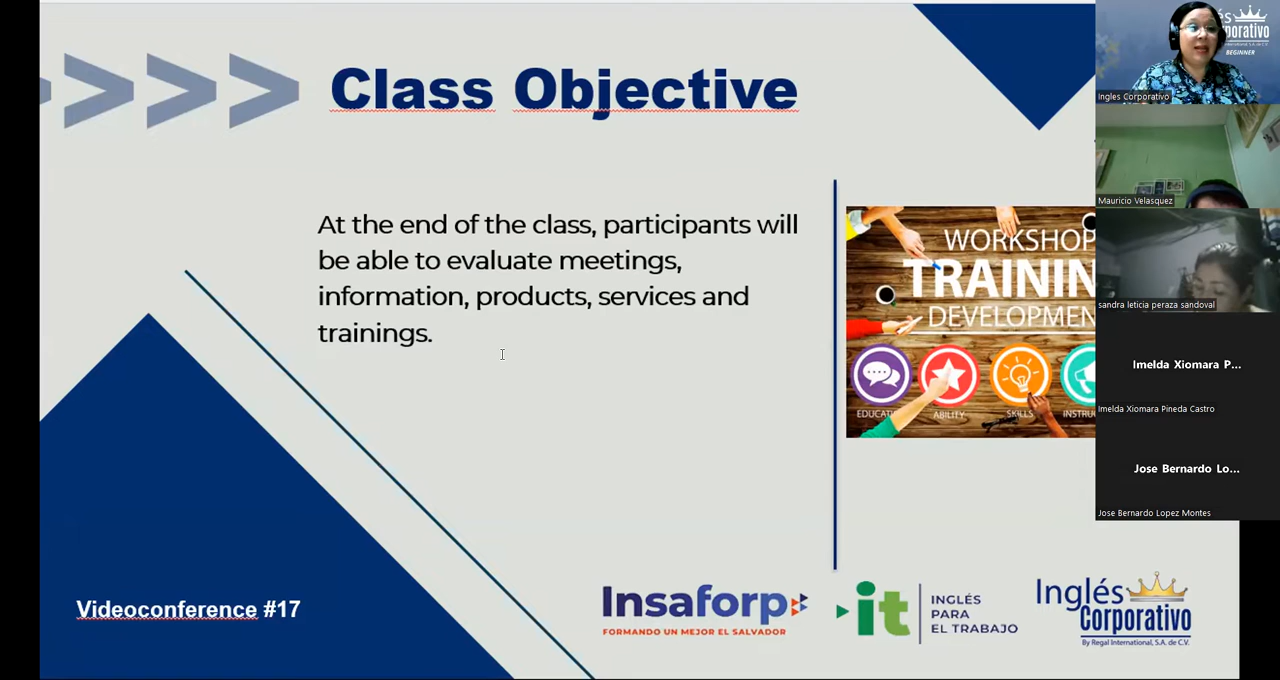 Class Objective
At the end of the class, participants will
be able to evaluate meetings,
information, products, services and
trainings.
WORKSHOP
TRAININ
DEVELOPMEN
EDUCATI
ABILITY
SKILLS
INSTRU
Videoconference #17
Insaforp
FORMANDO UN MEJOR EL SALVADOR
it
INGLÉS
PARA
EL TRABAJO
Inglés
Corporativo
By Regal International, S.A. de C.V.
és
porativo
BEGINNER
Ingles Corporativo
Mauricio Velasquez
sandra leticia peraza sandoval
Imelda Xiomara P...
Imelda Xiomara Pineda Castro
Jose Bernardo Lo...
Jose Bernardo Lopez Montes